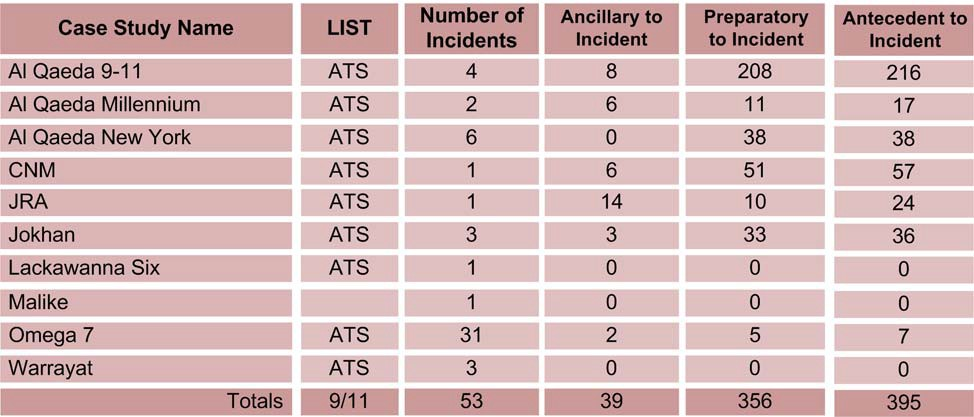 Case Study Name LIST Number of Incidents Ancillary to Incident Preparatory to Incident Antecedent to Incident
Al Qaeda 9-11 ATS 4 8 208 216
Al Qaeda Millennium ATS 2 6 11 17
Al Qaeda New York ATS 6 0 38 38
CNM ATS 1 6 51 57
JRA ATS 1 14 10 24
Jokhan ATS 3 3 33 36
Lackawanna Six ATS 1 0 0 0
Malike 1 0 0 0
Omega 7 ATS 31 2 5 7
Warrayat ATS 3 0 0 0
Totals 9/11 53 39 356 395